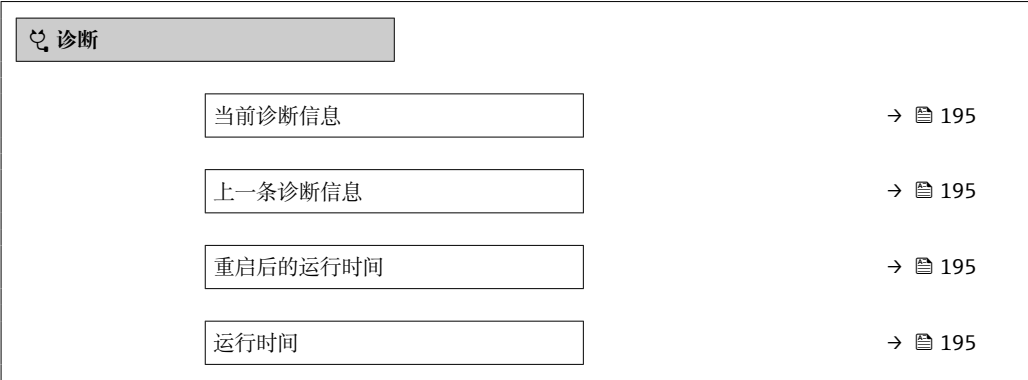 诊断
当前诊断信息 → 195
上一条诊断信息 → 195
重启后的运行时间 → 195
运行时间 → 195